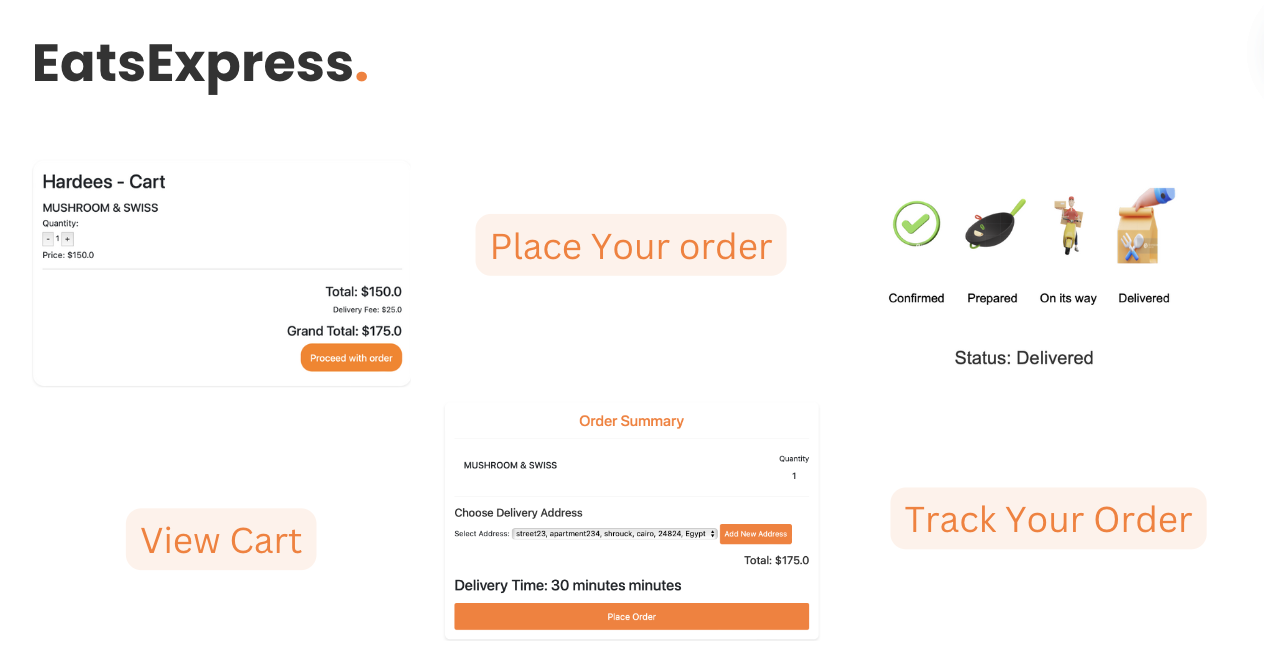 EatsExpress.
Hardees - Cart
MUSHROOM & SWISS
Quantity:
- 1 +
Price: $150.0
Total: $150.0
Delivery Fee: $25.0
Grand Total: $175.0
Proceed with order
View Cart
Place Your order
Order Summary
MUSHROOM & SWISS
Quantity
1
Choose Delivery Address
Select Address: street23, apartment234, shrouck, cairo, 24824, Egypt Add New Address
Total: $175.0
Delivery Time: 30 minutes minutes
Place Order
Confirmed Prepared On its way Delivered
Status: Delivered
Track Your Order